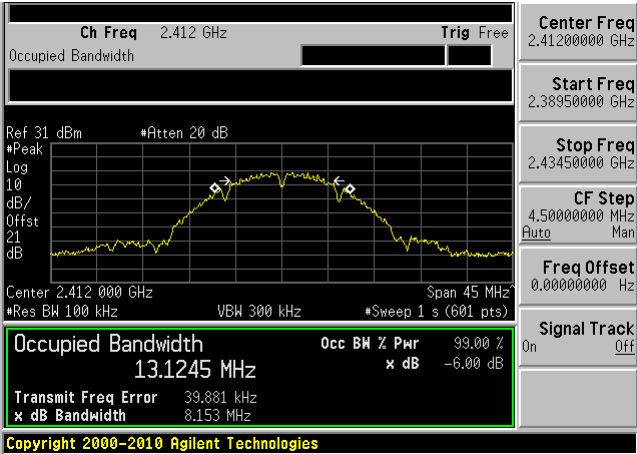 Ch Freq 2.412 GHz Trig Free
Occupied Bandwidth
Ref 31 dBm #Atten 20 dB
#Peak
Log
10
dB/
Offst
21
dB
Center 2.412 000 GHz Span 45 MHz^
#Res BW 100 kHz VBW 300 kHz #Sweep 1 s (601 pts)
Occupied Bandwidth Occ BW % Pwr 99.00 %
13.1245 MHz x dB -6.00 dB
Transmit Freq Error 39.881 kHz
x dB Bandwidth 8.153 MHz
Copyright 2000-2010 Agilent Technologies
Center Freq
2.41200000 GHz
Start Freq
2.38950000 GHz
Stop Freq
2.43450000 GHz
CF Step
4.50000000 MHz
Auto Man
Freq Offset
0.00000000 Hz
Signal Track
On Off